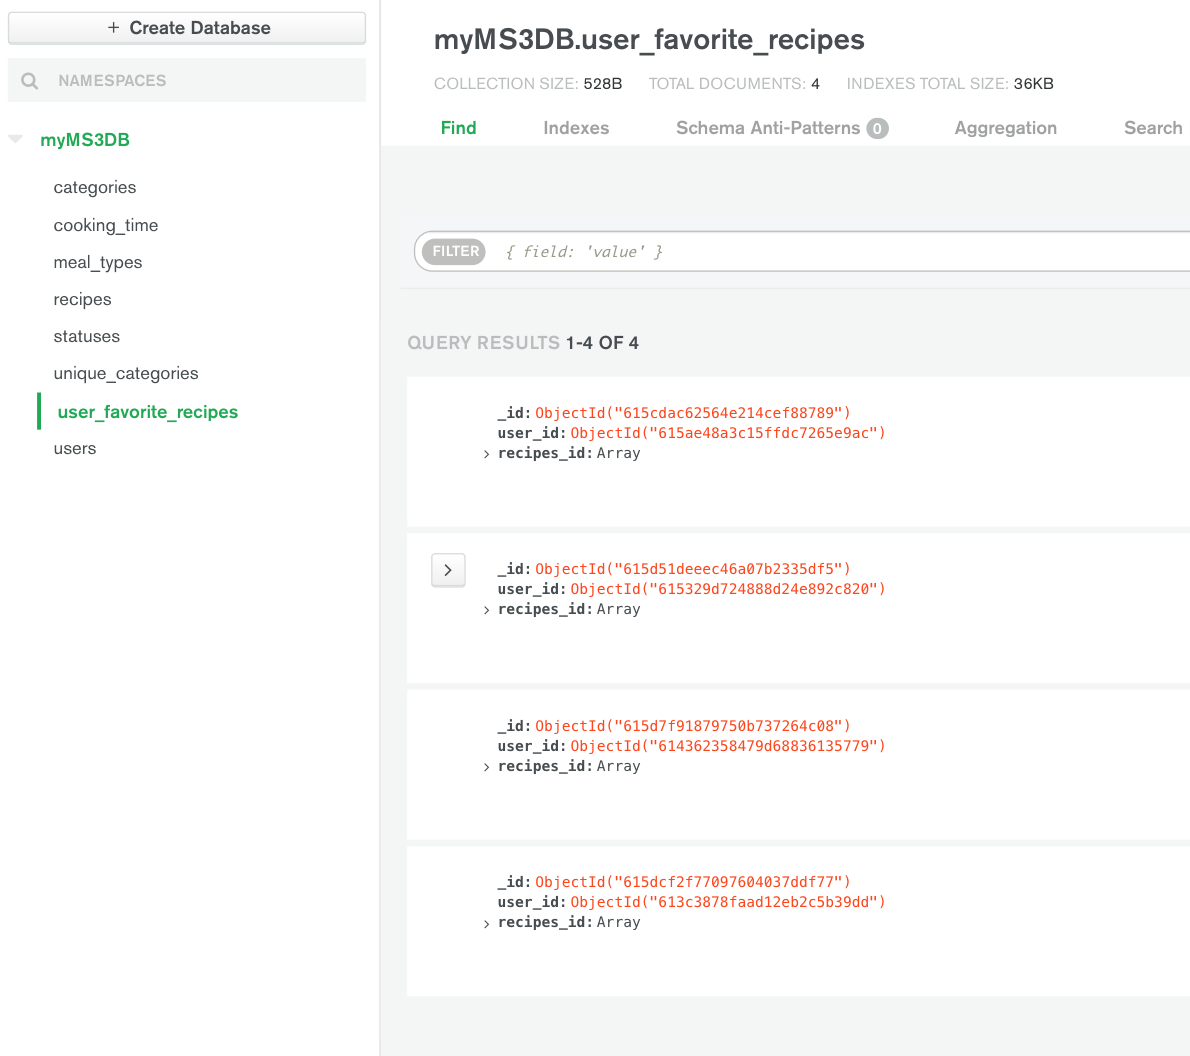 + Create Database
NAMESPACES
myMS3DB
categories
cooking_time
meal_types
recipes
statuses
unique_categories
user_favorite_recipes
users
myMS3DB.user_favorite_recipes
COLLECTION SIZE: 528B TOTAL DOCUMENTS: 4 INDEXES TOTAL SIZE: 36KB
Find Indexes Schema Anti-Patterns 0 Aggregation Search
FILTER { field: 'value' }
QUERY RESULTS 1-4 OF 4
_id: ObjectId("615cdac62564e214cef88789")
user_id: ObjectId("615ae48a3c15ffdc7265e9ac")
> recipes_id: Array
_id: ObjectId("615d51deeec46a07b2335df5")
user_id: ObjectId("615329d724888d24e892c820")
> recipes_id: Array
_id: ObjectId("615d7f91879750b737264c08")
user_id: ObjectId("614362358479d68836135779")
> recipes_id: Array
_id: ObjectId("615dcf2f77097604037ddf77")
user_id: ObjectId("613c3878faad12eb2c5b39dd")
> recipes_id: Array